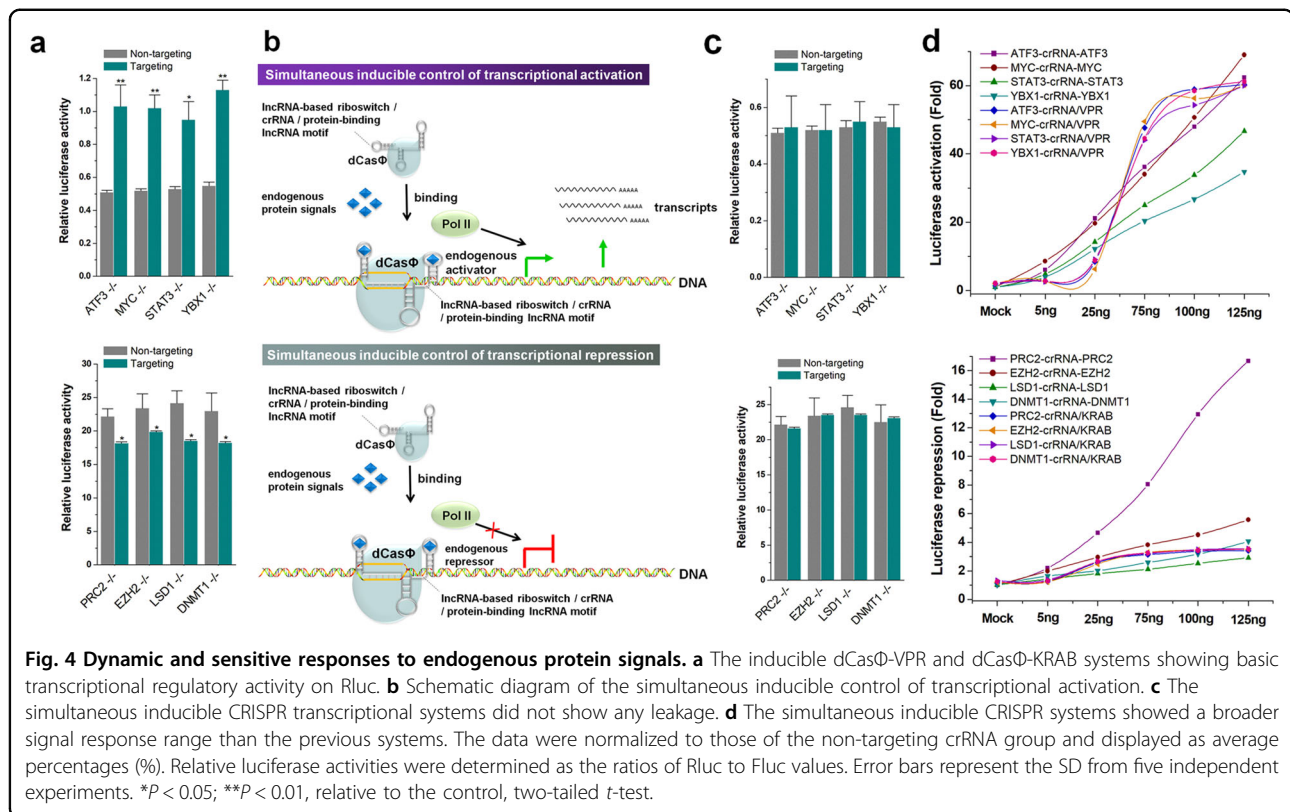 a
Non-targeting
Targeting
Relative luciferase activity
1.2
1.0
0.8
0.6
0.4
0.2
0.0
**
**
*
**
ATF3 -/-
MYC -/-
STAT3 -/-
YBX1 -/-
Non-targeting
Targeting
Relative luciferase activity
30
25
20
15
10
5
0
*
*
*
*
PRC2 -/-
EZH2 -/-
LSD1 -/-
DNMT1 -/-
b
Simultaneous inducible control of transcriptional activation
lncRNA-based riboswitch /
crRNA / protein-binding
lncRNA motif
dCasΦ
endogenous
protein signals
binding
Pol II
AAAAA
AAAAA
AAAAA
transcripts
dCasΦ
endogenous
activator
DNA
lncRNA-based riboswitch / crRNA
/ protein-binding lncRNA motif
Simultaneous inducible control of transcriptional repression
lncRNA-based riboswitch /
crRNA / protein-binding
lncRNA motif
dCasΦ
endogenous
protein signals
binding
Pol II
dCasΦ
endogenous
repressor
DNA
lncRNA-based riboswitch / crRNA
/ protein-binding lncRNA motif
c
Non-targeting
Targeting
Relative luciferase activity
0.7
0.6
0.5
0.4
0.3
0.2
0.1
0.0
ATF3 -/-
MYC -/-
STAT3 -/-
YBX1 -/-
Non-targeting
Targeting
Relative luciferase activity
30
25
20
15
10
5
0
PRC2 -/-
EZH2 -/-
LSD1 -/-
DNMT1 -/-
d
ATF3-crRNA-ATF3
MYC-crRNA-MYC
STAT3-crRNA-STAT3
YBX1-crRNA-YBX1
ATF3-crRNA/VPR
MYC-crRNA/VPR
STAT3-crRNA/VPR
YBX1-crRNA/VPR
Luciferase activation (Fold)
60
40
20
0
Mock
5ng
25ng
75ng
100ng
125ng
PRC2-crRNA-PRC2
EZH2-crRNA-EZH2
LSD1-crRNA-LSD1
DNMT1-crRNA-DNMT1
PRC2-crRNA/KRAB
EZH2-crRNA/KRAB
LSD1-crRNA/KRAB
DNMT1-crRNA/KRAB
Luciferase repression (Fold)
16
14
12
10
8
6
4
2
0
Mock
5ng
25ng
75ng
100ng
125ng
Fig. 4 Dynamic and sensitive responses to endogenous protein signals. a The inducible dCasΦ-VPR and dCasΦ-KRAB systems showing basic
transcriptional regulatory activity on Rluc. b Schematic diagram of the simultaneous inducible control of transcriptional activation. c The
simultaneous inducible CRISPR transcriptional systems did not show any leakage. d The simultaneous inducible CRISPR systems showed a broader
signal response range than the previous systems. The data were normalized to those of the non-targeting crRNA group and displayed as average
percentages (%). Relative luciferase activities were determined as the ratios of Rluc to Fluc values. Error bars represent the SD from five independent
experiments. *P < 0.05; **P < 0.01, relative to the control, two-tailed t-test.